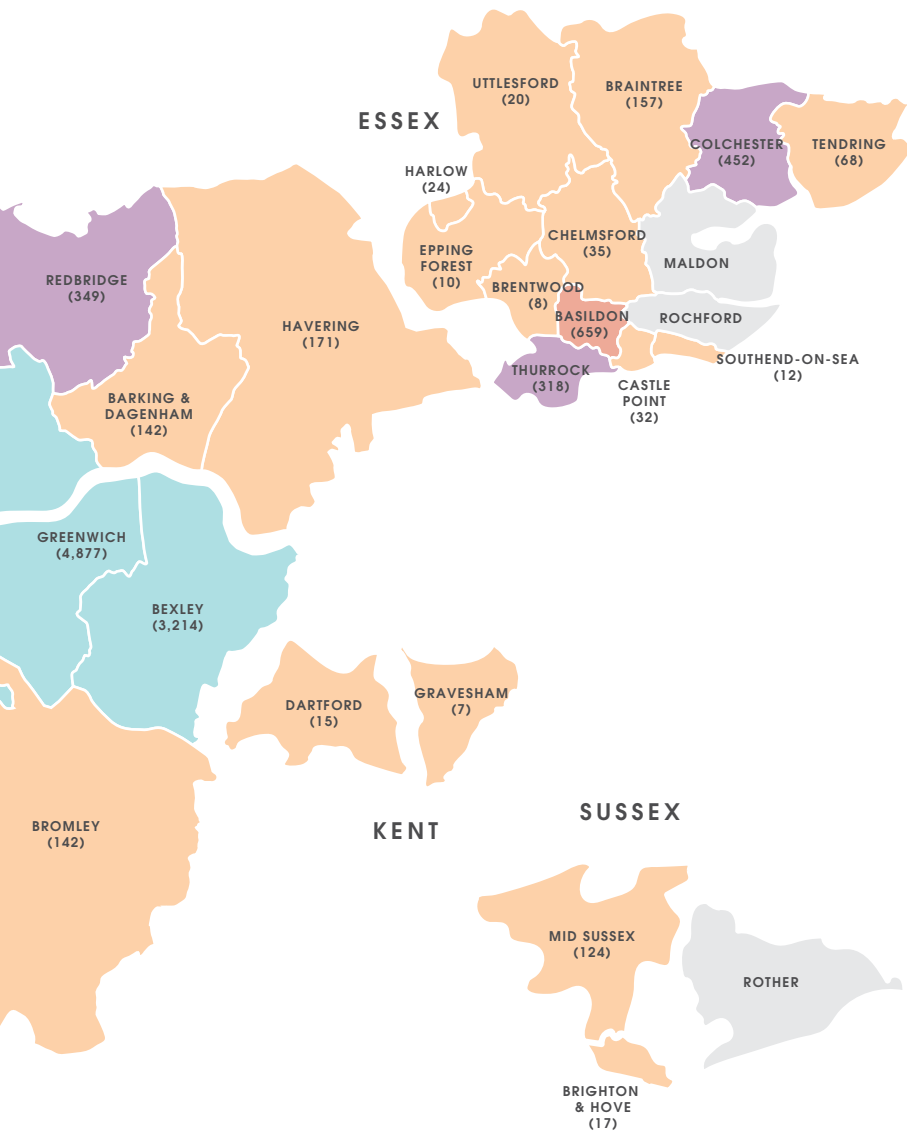 UTTLESFORD
(20)
BRAINTREE
(157)
ESSEX
COLCHESTER
(452)
TENDRING
(68)
HARLOW
(24)
CHELMSFORD
(35)
EPPING
FOREST
(10)
MALDON
REDBRIDGE
(349)
BRENTWOOD
(8)
BASILDON
(659)
ROCHFORD
HAVERING
(171)
SOUTHEND-ON-SEA
(12)
THURROCK
(318)
CASTLE
POINT
(32)
BARKING &
DAGENHAM
(142)
GREENWICH
(4,877)
BEXLEY
(3,214)
DARTFORD
(15)
GRAVESHAM
(7)
BROMLEY
(142)
KENT
SUSSEX
MID SUSSEX
(124)
ROTHER
BRIGHTON
& HOVE
(17)